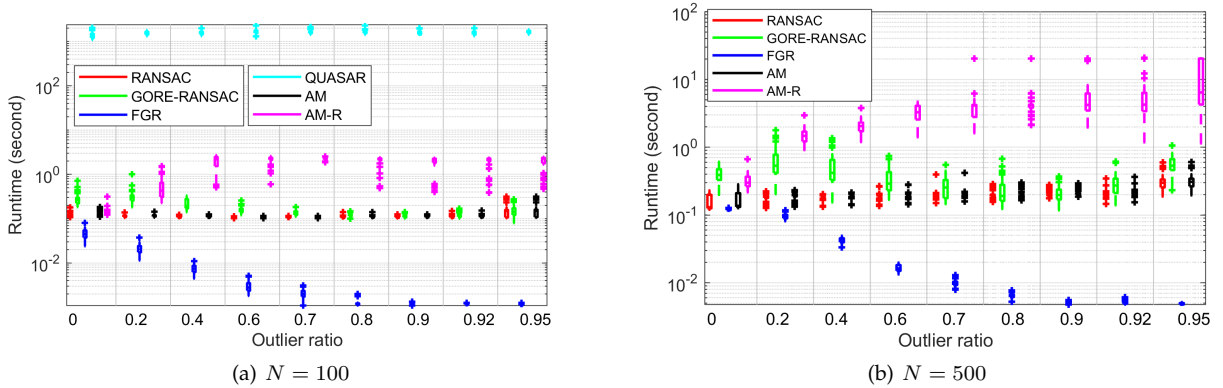 Runtime (second)
10^2
10^0
10^-2
RANSAC
GORE-RANSAC
FGR
QUASAR
AM
AM-R
0 0.2 0.4 0.6 0.7 0.8 0.9 0.92 0.95
Outlier ratio
(a) N = 100
Runtime (second)
10^2
10^1
10^0
10^-1
10^-2
RANSAC
GORE-RANSAC
FGR
AM
AM-R
0 0.2 0.4 0.6 0.7 0.8 0.9 0.92 0.95
Outlier ratio
(b) N = 500